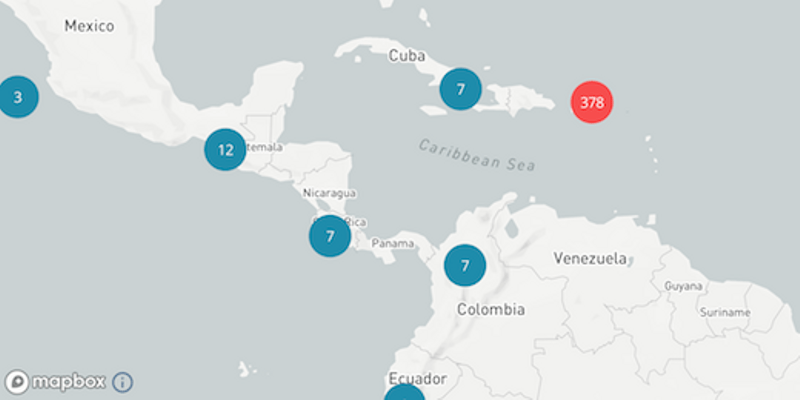 Mexico
Cuba
7
378
3
12
temala
Caribbean Sea
Nicaragua
Rica
7
Panama
7
Venezuela
Guyana
Suriname
Colombia
Ecuador
mapbox i